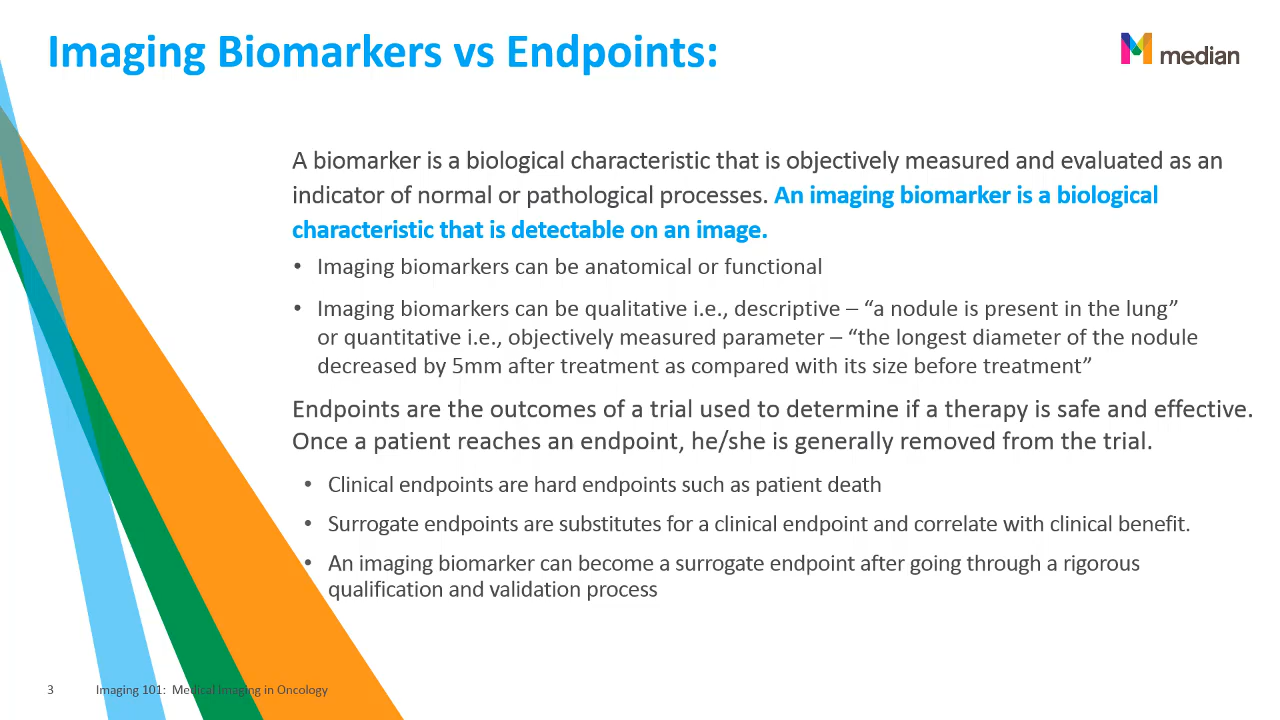 Imaging Biomarkers vs Endpoints:
median
A biomarker is a biological characteristic that is objectively measured and evaluated as an
indicator of normal or pathological processes. An imaging biomarker is a biological
characteristic that is detectable on an image.
• Imaging biomarkers can be anatomical or functional
• Imaging biomarkers can be qualitative i.e., descriptive – “a nodule is present in the lung”
or quantitative i.e., objectively measured parameter – “the longest diameter of the nodule
decreased by 5mm after treatment as compared with its size before treatment”
Endpoints are the outcomes of a trial used to determine if a therapy is safe and effective.
Once a patient reaches an endpoint, he/she is generally removed from the trial.
• Clinical endpoints are hard endpoints such as patient death
• Surrogate endpoints are substitutes for a clinical endpoint and correlate with clinical benefit.
• An imaging biomarker can become a surrogate endpoint after going through a rigorous
qualification and validation process
3 Imaging 101: Medical Imaging in Oncology